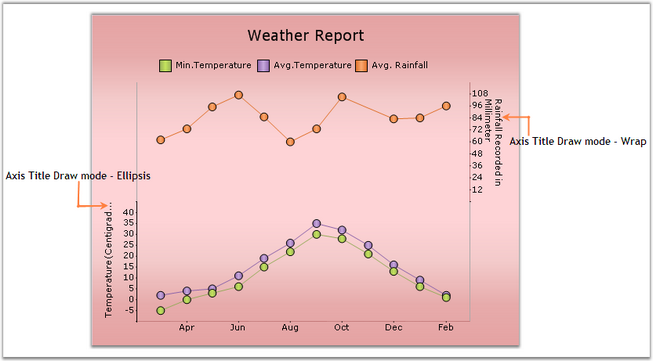 Weather Report
Min.Temperature
Avg.Temperature
Avg. Rainfall
108
96
84
72
60
48
36
24
12
Rainfall Recorded in
Millimeter
Axis Title Draw mode - Wrap
Axis Title Draw mode - Ellipsis
Temperature(Centigrad...
40
35
30
25
20
15
10
5
0
-5
Apr
Jun
Aug
Oct
Dec
Feb